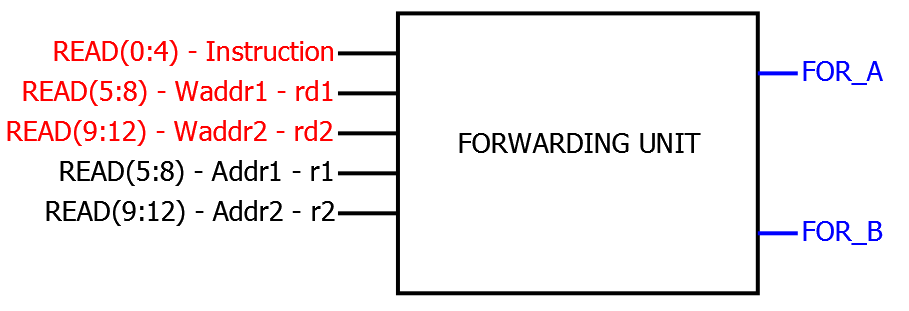 READ(0:4) - Instruction
READ(5:8) - Waddr1 - rd1
READ(9:12) - Waddr2 - rd2
READ(5:8) - Addr1 - r1
READ(9:12) - Addr2 - r2
FORWARDING UNIT
FOR_A
FOR_B